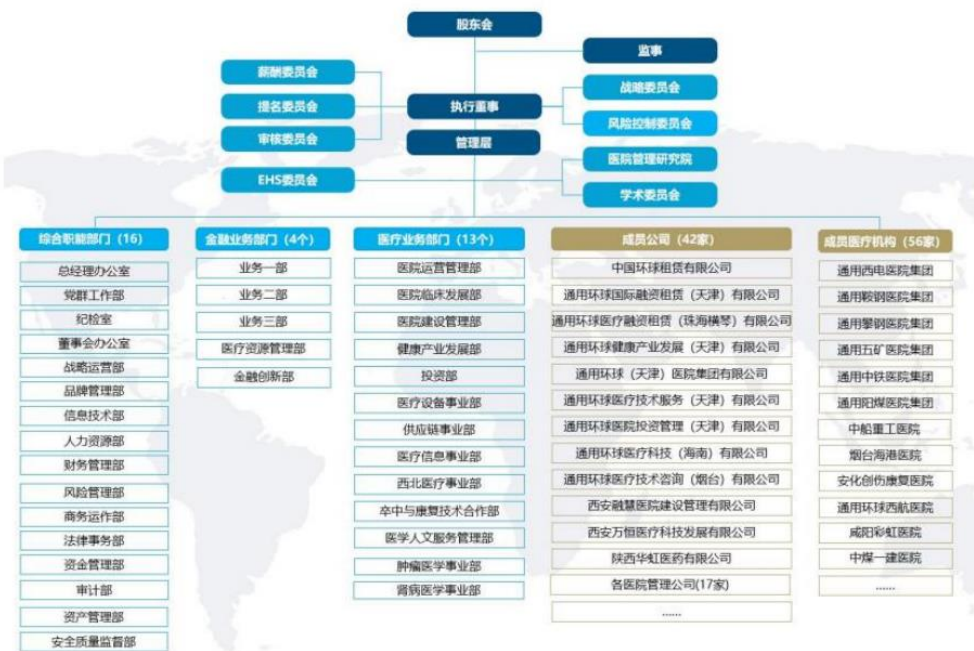 股东会
监事
薪酬委员会
战略委员会
提名委员会
执行董事
风险控制委员会
审核委员会
管理层
医院管理研究院
EHS委员会
学术委员会
综合职能部门（16）
总经理办公室
党群工作部
纪检室
董事会办公室
战略运营部
品牌管理部
信息技术部
人力资源部
财务管理部
风险管理部
商务运作部
法律事务部
资金管理部
审计部
资产管理部
安全质量监督部
金融业务部门（4个）
业务一部
业务二部
业务三部
医疗资源管理部
金融创新部
医疗业务部门（13个）
医院运营管理部
医院临床发展部
医院建设管理部
健康产业发展部
投资部
医疗设备事业部
供应链事业部
医疗信息事业部
西北医疗事业部
卒中与康复技术合作部
医学人文服务管理部
肿瘤医学事业部
肾病医学事业部
成员公司（42家）
中国环球租赁有限公司
通用环球国际融资租赁（天津）有限公司
通用环球医疗融资租赁（珠海横琴）有限公司
通用环球健康产业发展（天津）有限公司
通用环球（天津）医院集团有限公司
通用环球医疗技术服务（天津）有限公司
通用环球医院投资管理（天津）有限公司
通用环球医疗科技（海南）有限公司
通用环球医疗技术咨询（烟台）有限公司
西安融慧医院建设管理有限公司
西安万恒医疗科技发展有限公司
陕西华虹医药有限公司
各医院管理公司(17家)
......
成员医疗机构（56家）
通用西电医院集团
通用鞍钢医院集团
通用攀钢医院集团
通用五矿医院集团
通用中铁医院集团
通用阳煤医院集团
中船重工医院
烟台海港医院
安化创伤康复医院
通用环球西航医院
咸阳彩虹医院
中煤一建医院
......